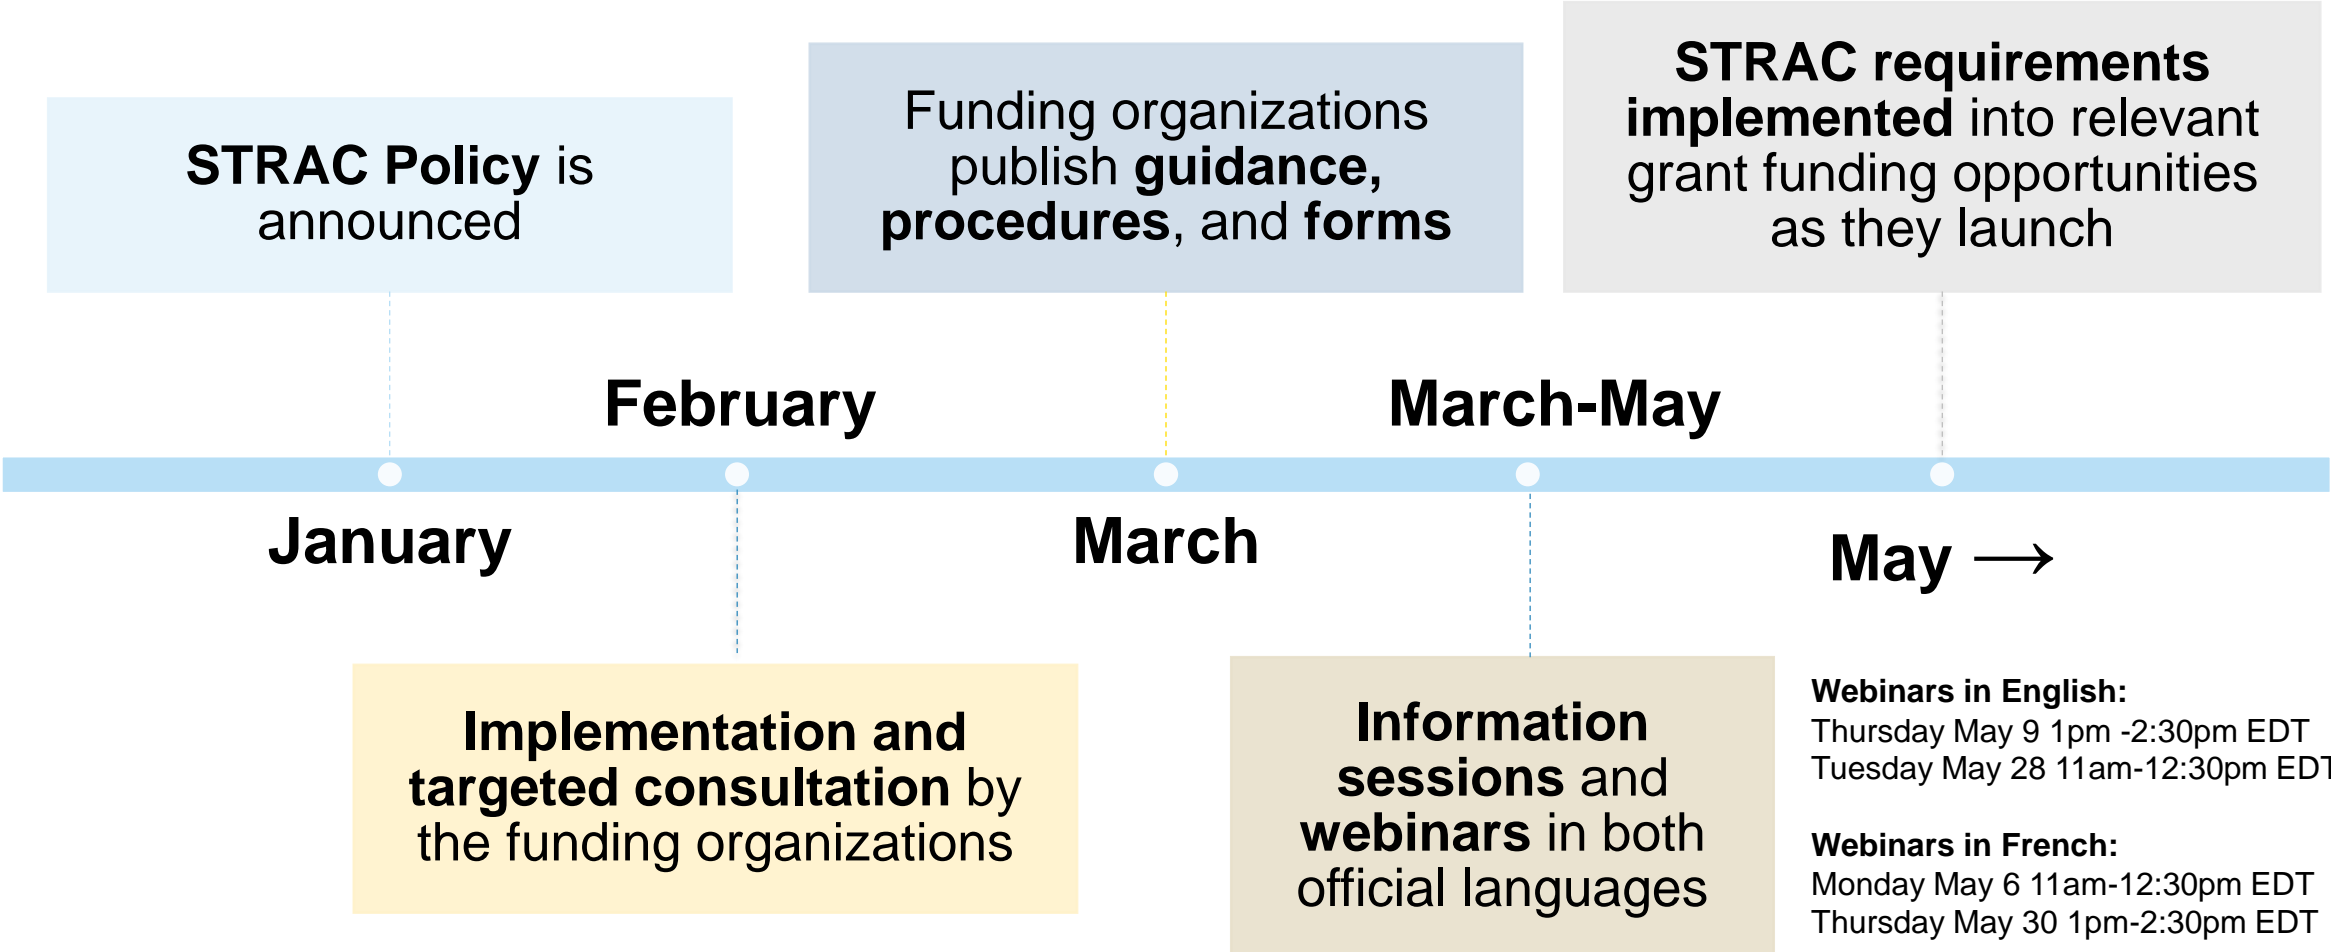 STRAC Policy is
announced
Funding organizations
publish guidance,
procedures, and forms
STRAC requirements
implemented into relevant
grant funding opportunities
as they launch
February
March-May
January
March
May →
Implementation and
targeted consultation by
the funding organizations
Information
sessions and
webinars in both
official languages
Webinars in English:
Thursday May 9 1pm -2:30pm EDT
Tuesday May 28 11am-12:30pm EDT
Webinars in French:
Monday May 6 11am-12:30pm EDT
Thursday May 30 1pm-2:30pm EDT